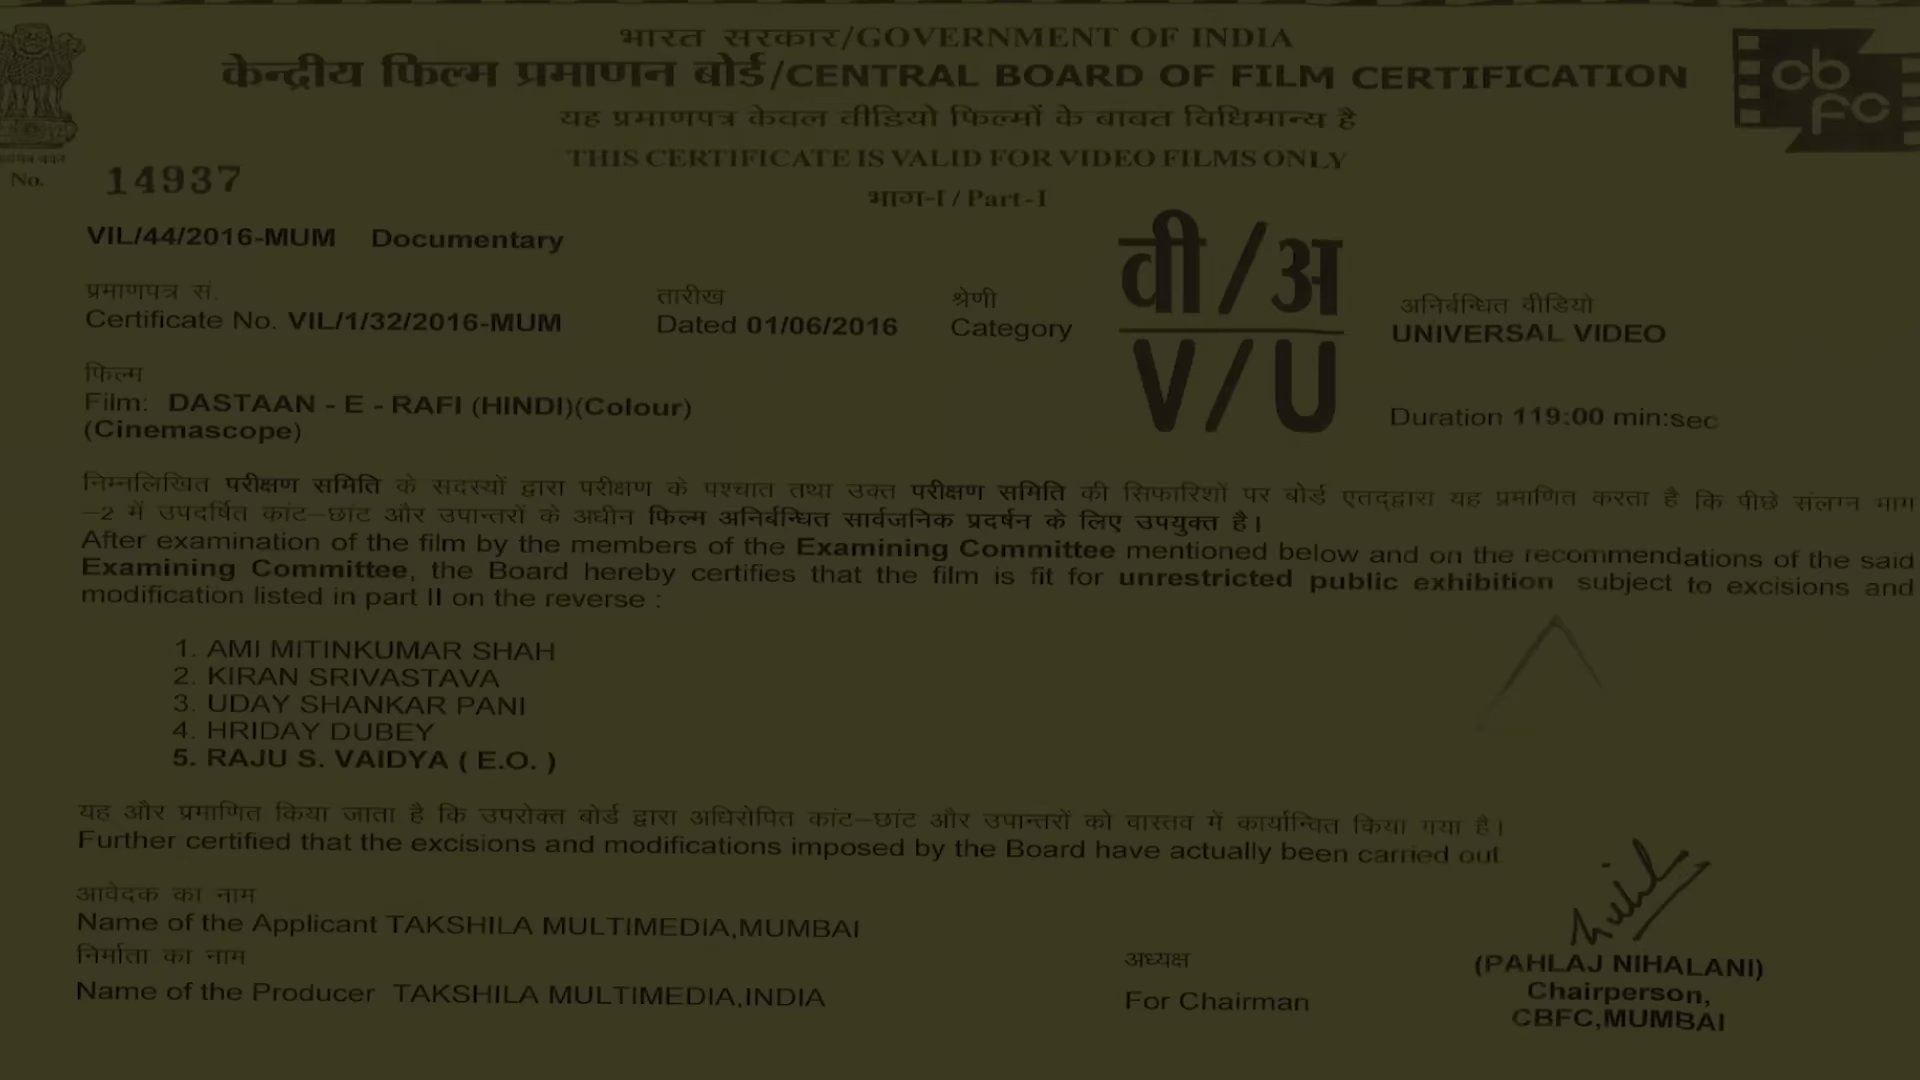 भारत सरकार/GOVERNMENT OF INDIA
केन्द्रीय फिल्म प्रमाणन बोर्ड/CENTRAL BOARD OF FILM CERTIFICATION
cb
fc
यह प्रमाणपत्र केवल वीडियो फिल्मों के बावत विधिमान्य है
THIS CERTIFICATE IS VALID FOR VIDEO FILMS ONLY
No. 14937
भाग-I / Part-I
VIL/44/2016-MUM Documentary
वी/अ
V/U
प्रमाणपत्र सं. तारीख श्रेणी अनिर्बन्धित वीडियो
Certificate No. VIL/1/32/2016-MUM Dated 01/06/2016 Category UNIVERSAL VIDEO
फिल्म
Film: DASTAAN - E - RAFI (HINDI)(Colour) Duration 119:00 min:sec
(Cinemascope)
निम्नलिखित परीक्षण समिति के सदस्यों द्वारा परीक्षण के पश्चात तथा उक्त परीक्षण समिति की सिफारिशों पर बोर्ड एतद्द्वारा यह प्रमाणित करता है कि पीछे संलग्न भाग
-2 में उपदर्षित कांट-छांट और उपान्तरों के अधीन फिल्म अनिर्बन्धित सार्वजनिक प्रदर्षन के लिए उपयुक्त है।
After examination of the film by the members of the Examining Committee mentioned below and on the recommendations of the said
Examining Committee, the Board hereby certifies that the film is fit for unrestricted public exhibition subject to excisions and
modification listed in part II on the reverse :
1. AMI MITINKUMAR SHAH
2. KIRAN SRIVASTAVA
3. UDAY SHANKAR PANI
4. HRIDAY DUBEY
5. RAJU S. VAIDYA ( E.O. )
यह और प्रमाणित किया जाता है कि उपरोक्त बोर्ड द्वारा अधिरोपित कांट-छांट और उपान्तरों को वास्तव में कार्यान्वित किया गया है।
Further certified that the excisions and modifications imposed by the Board have actually been carried out
आवेदक का नाम
Name of the Applicant TAKSHILA MULTIMEDIA,MUMBAI
निर्माता का नाम
Name of the Producer TAKSHILA MULTIMEDIA,INDIA
अध्यक्ष
For Chairman
(PAHLAJ NIHALANI)
Chairperson,
CBFC,MUMBAI